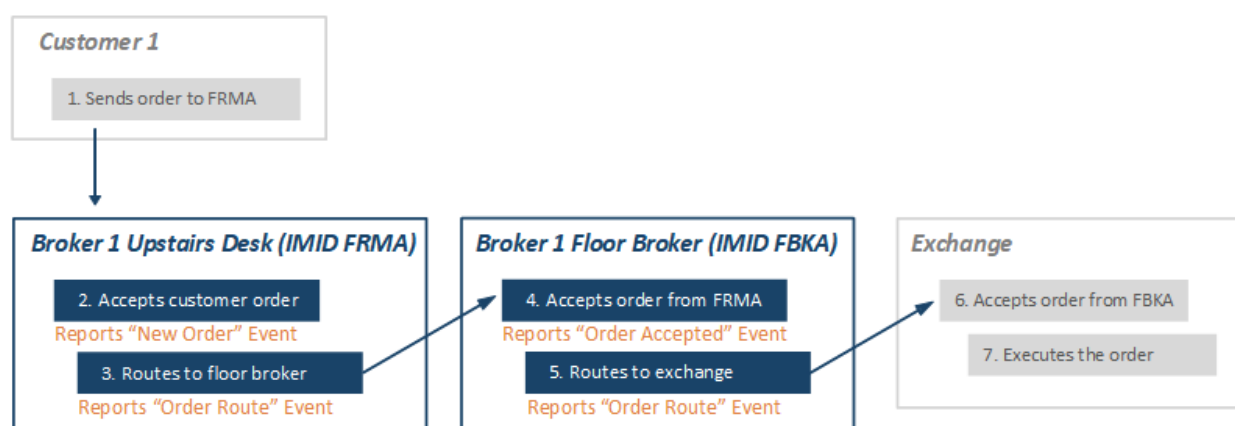 Customer 1
1. Sends order to FRMA
Broker 1 Upstairs Desk (IMID FRMA)
2. Accepts customer order
Reports “New Order” Event
3. Routes to floor broker
Reports “Order Route” Event
Broker 1 Floor Broker (IMID FBKA)
4. Accepts order from FRMA
Reports “Order Accepted” Event
5. Routes to exchange
Reports “Order Route” Event
Exchange
6. Accepts order from FBKA
7. Executes the order